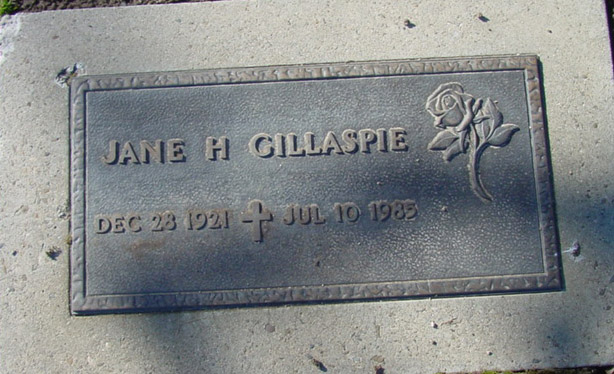 JANE H GILLASPIE
DEC 28 1921 JUL 10 1985